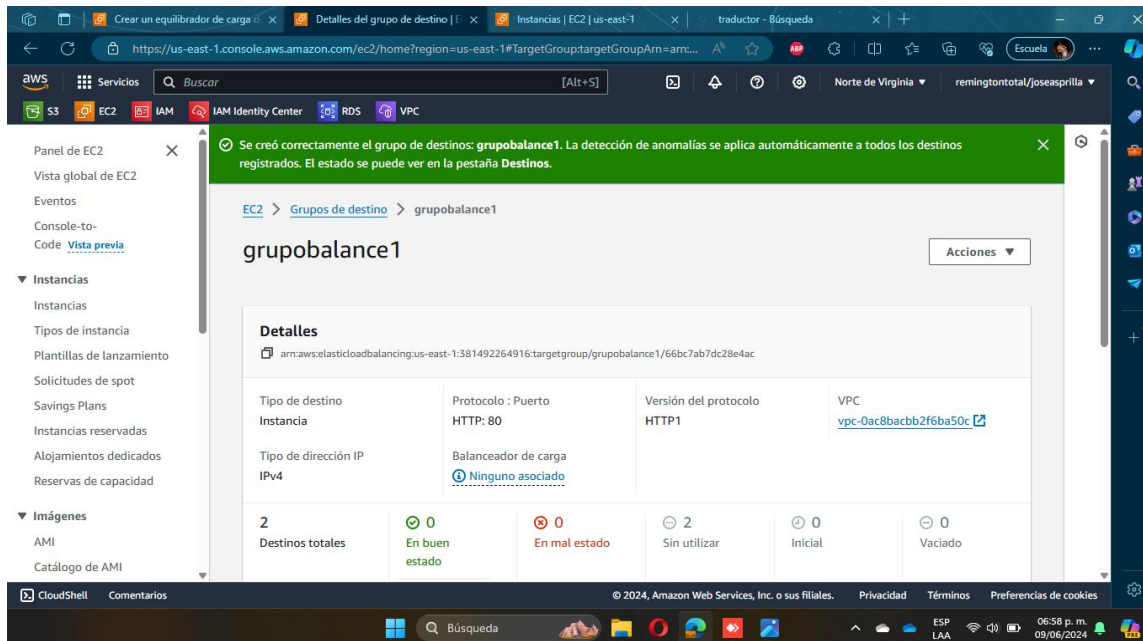 Crear un equilibrador de carga d
Detalles del grupo de destino | E
Instancias | EC2 | us-east-1
traductor - Búsqueda
https://us-east-1.console.aws.amazon.com/ec2/home?region=us-east-1#TargetGroup:targetGroupArn=arn:...
ABP
Escuela
aws
Servicios
Buscar
[Alt+S]
Norte de Virginia
remingtontotal/joseasprilla
S3
EC2
IAM
IAM Identity Center
RDS
VPC
Panel de EC2
Vista global de EC2
Eventos
Console-to-
Code Vista previa
Instancias
Instancias
Tipos de instancia
Plantillas de lanzamiento
Solicitudes de spot
Savings Plans
Instancias reservadas
Alojamientos dedicados
Reservas de capacidad
Imágenes
AMI
Catálogo de AMI
Se creó correctamente el grupo de destinos: grupobalance1. La detección de anomalías se aplica automáticamente a todos los destinos
registrados. El estado se puede ver en la pestaña Destinos.
EC2 > Grupos de destino > grupobalance1
grupobalance1
Acciones
Detalles
arn:aws:elasticloadbalancing:us-east-1:381492264916:targetgroup/grupobalance1/66bc7ab7dc28e4ac
Tipo de destino
Instancia
Protocolo : Puerto
HTTP: 80
Versión del protocolo
HTTP1
VPC
vpc-0ac8bacbb2f6ba50c
Tipo de dirección IP
IPv4
Balanceador de carga
Ninguno asociado
2
Destinos totales
0
En buen
estado
0
En mal estado
2
Sin utilizar
0
Inicial
0
Vaciado
CloudShell
Comentarios
© 2024, Amazon Web Services, Inc. o sus filiales.
Privacidad
Términos
Preferencias de cookies
Búsqueda
ESP
LAA
06:58 p. m.
09/06/2024